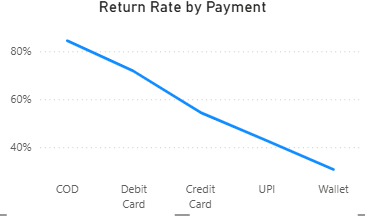 Return Rate by Payment
80%
60%
40%
COD
Debit
Card
Credit
Card
UPI
Wallet